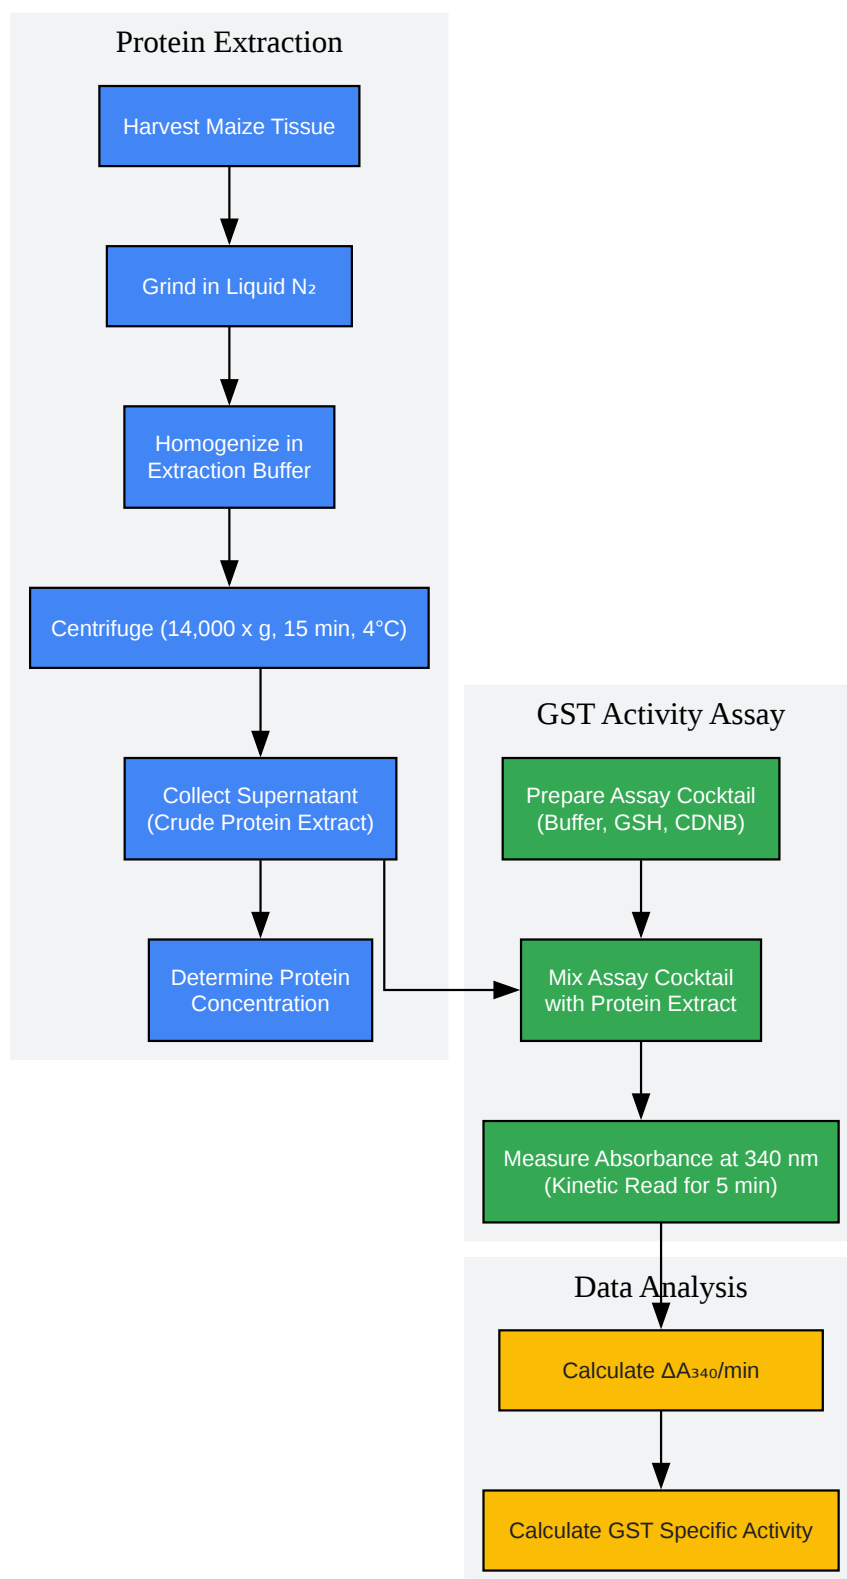 Protein Extraction
Harvest Maize Tissue
Grind in Liquid N₂
Homogenize in
Extraction Buffer
Centrifuge (14,000 x g, 15 min, 4°C)
Collect Supernatant
(Crude Protein Extract)
Determine Protein
Concentration
GST Activity Assay
Prepare Assay Cocktail
(Buffer, GSH, CDNB)
Mix Assay Cocktail
with Protein Extract
Measure Absorbance at 340 nm
(Kinetic Read for 5 min)
Data Analysis
Calculate ΔA₃₄₀/min
Calculate GST Specific Activity